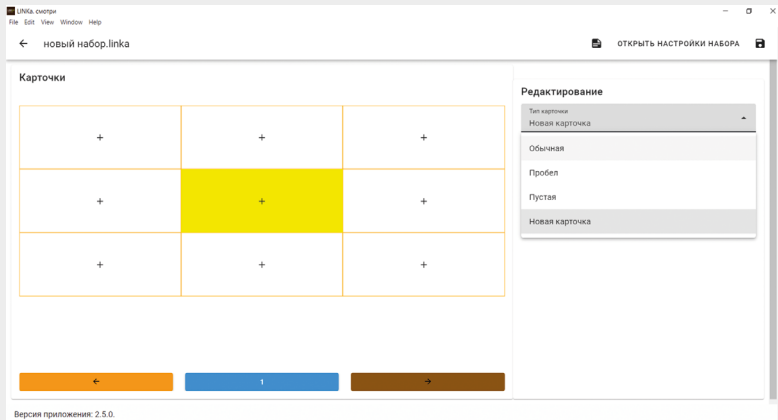 LINKa. смотри
File Edit View Window Help
← новый набор.linka
ОТКРЫТЬ НАСТРОЙКИ НАБОРА
Карточки
Редактирование
Тип карточки
Новая карточка
Обычная
Пробел
Пустая
Новая карточка
+ + +
+ + +
+ + +
← 1 →
Версия приложения: 2.5.0.